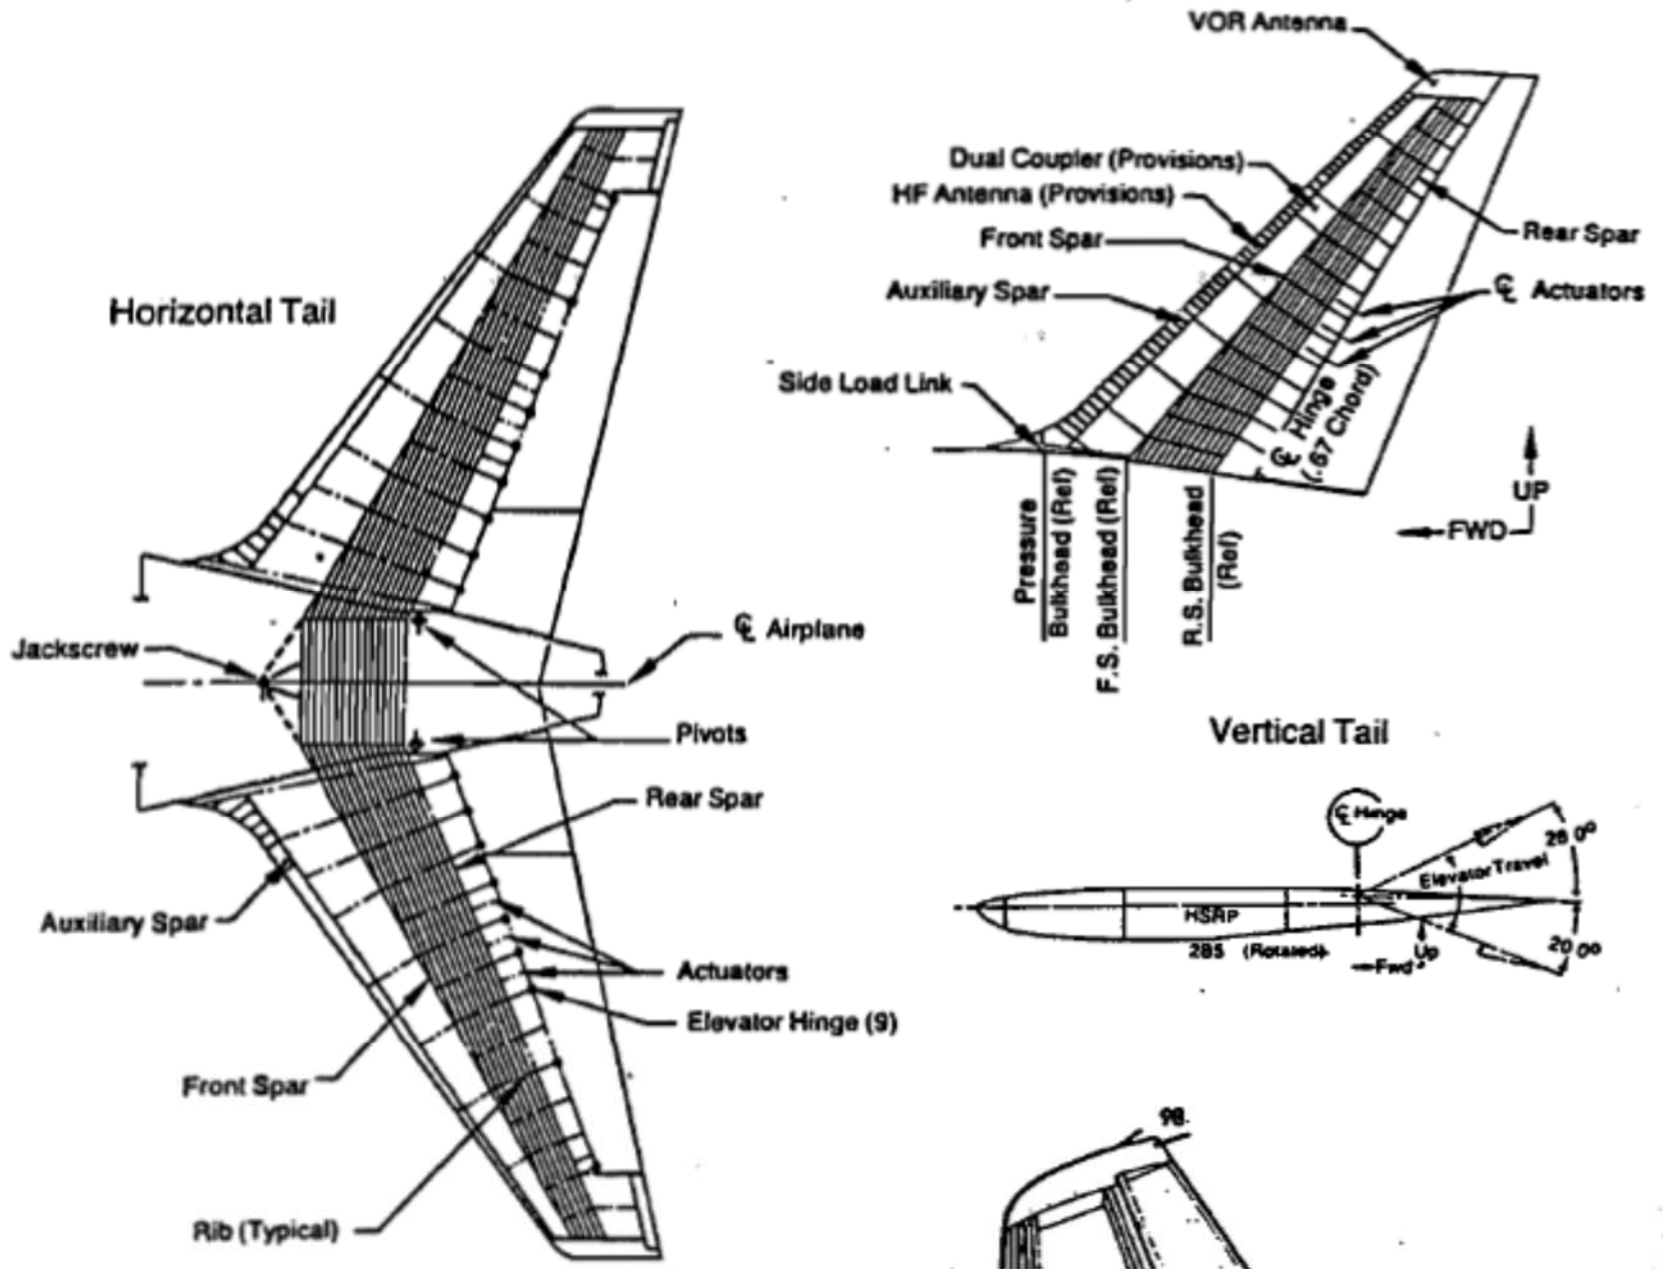 VOR Antenna
Dual Coupler (Provisions)
HF Antenna (Provisions)
Front Spar
Rear Spar
Auxiliary Spar
℄ Actuators
Horizontal Tail
Side Load Link
℄ Hinge
(.67 Chord)
UP
FWD
Pressure
Bulkhead (Ref)
F.S. Bulkhead (Ref)
R.S. Bulkhead
(Ref)
℄ Airplane
Jackscrew
Pivots
Vertical Tail
Rear Spar
℄ Hinge
Elevator Travel
HSRP
285 (Rotated)
Fwd
Up
20.0°
Auxiliary Spar
Actuators
Elevator Hinge (9)
Front Spar
Rib (Typical)
98.